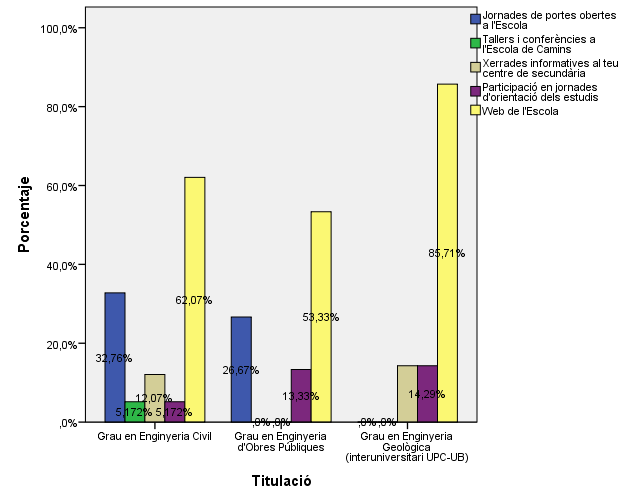 100,0%
80,0%
60,0%
40,0%
20,0%
,0%
Porcentaje
Jornades de portes obertes
a l'Escola
Tallers i conferències a
l'Escola de Camins
Xerrades informatives al teu
centre de secundària
Participació en jornades
d'orientació dels estudis
Web de l'Escola
32,76%
5,172%
12,07%
5,172%
62,07%
26,67%
,0%
,0%
13,33%
53,33%
,0%
,0%
14,29%
85,71%
Grau en Enginyeria Civil
Grau en Enginyeria
d'Obres Públiques
Grau en Enginyeria
Geològica
(interuniversitari UPC-UB)
Titulació